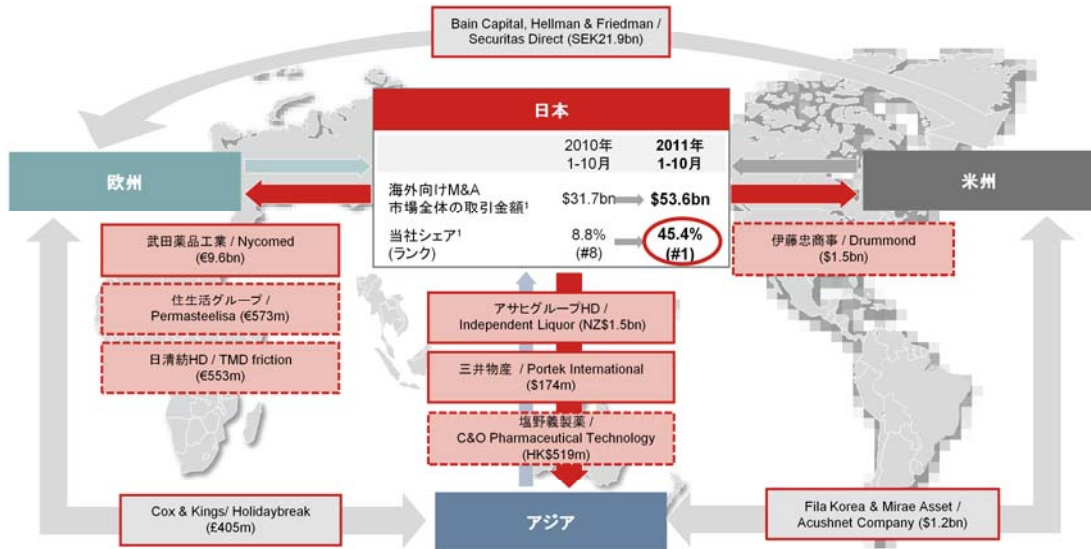 Bain Capital, Hellman & Friedman /
Securitas Direct (SEK21.9bn)
日本
2010年
1-10月
2011年
1-10月
海外向けM&A
市場全体の取引金額¹
$31.7bn
$53.6bn
当社シェア¹
(ランク)
8.8%
(#8)
45.4%
(#1)
欧州
米州
武田薬品工業 / Nycomed
(€9.6bn)
住生活グループ /
Permasteelisa (€573m)
日清紡HD / TMD friction
(€553m)
伊藤忠商事 / Drummond
($1.5bn)
アサヒグループHD /
Independent Liquor (NZ$1.5bn)
三井物産 / Portek International
($174m)
塩野義製薬 /
C&O Pharmaceutical Technology
(HK$519m)
Cox & Kings/ Holidaybreak
(£405m)
アジア
Fila Korea & Mirae Asset /
Acushnet Company ($1.2bn)